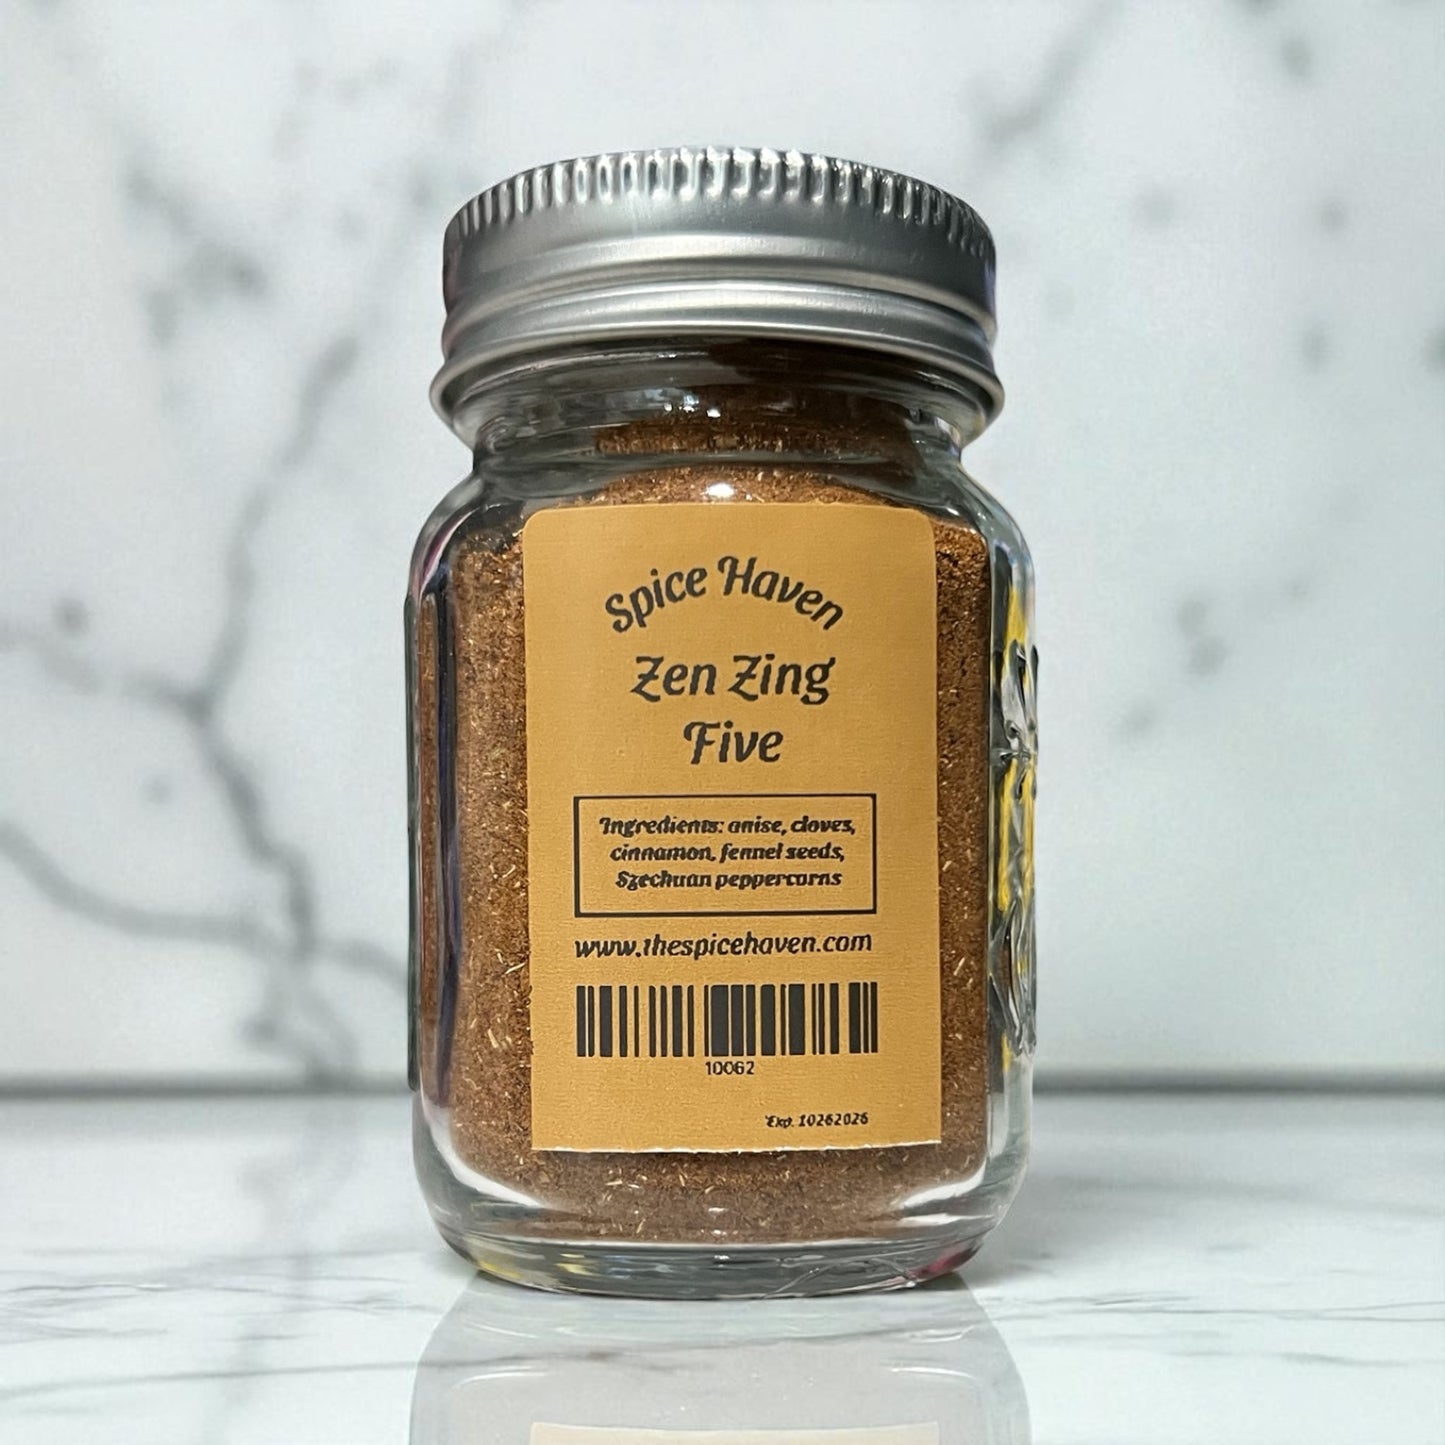 Spice Haven
Zen Zing
Five
Ingredients: anise, cloves,
cinnamon, fennel seeds,
Szechuan peppercorns
www.thespicehaven.com
10062
Exp. 10262026